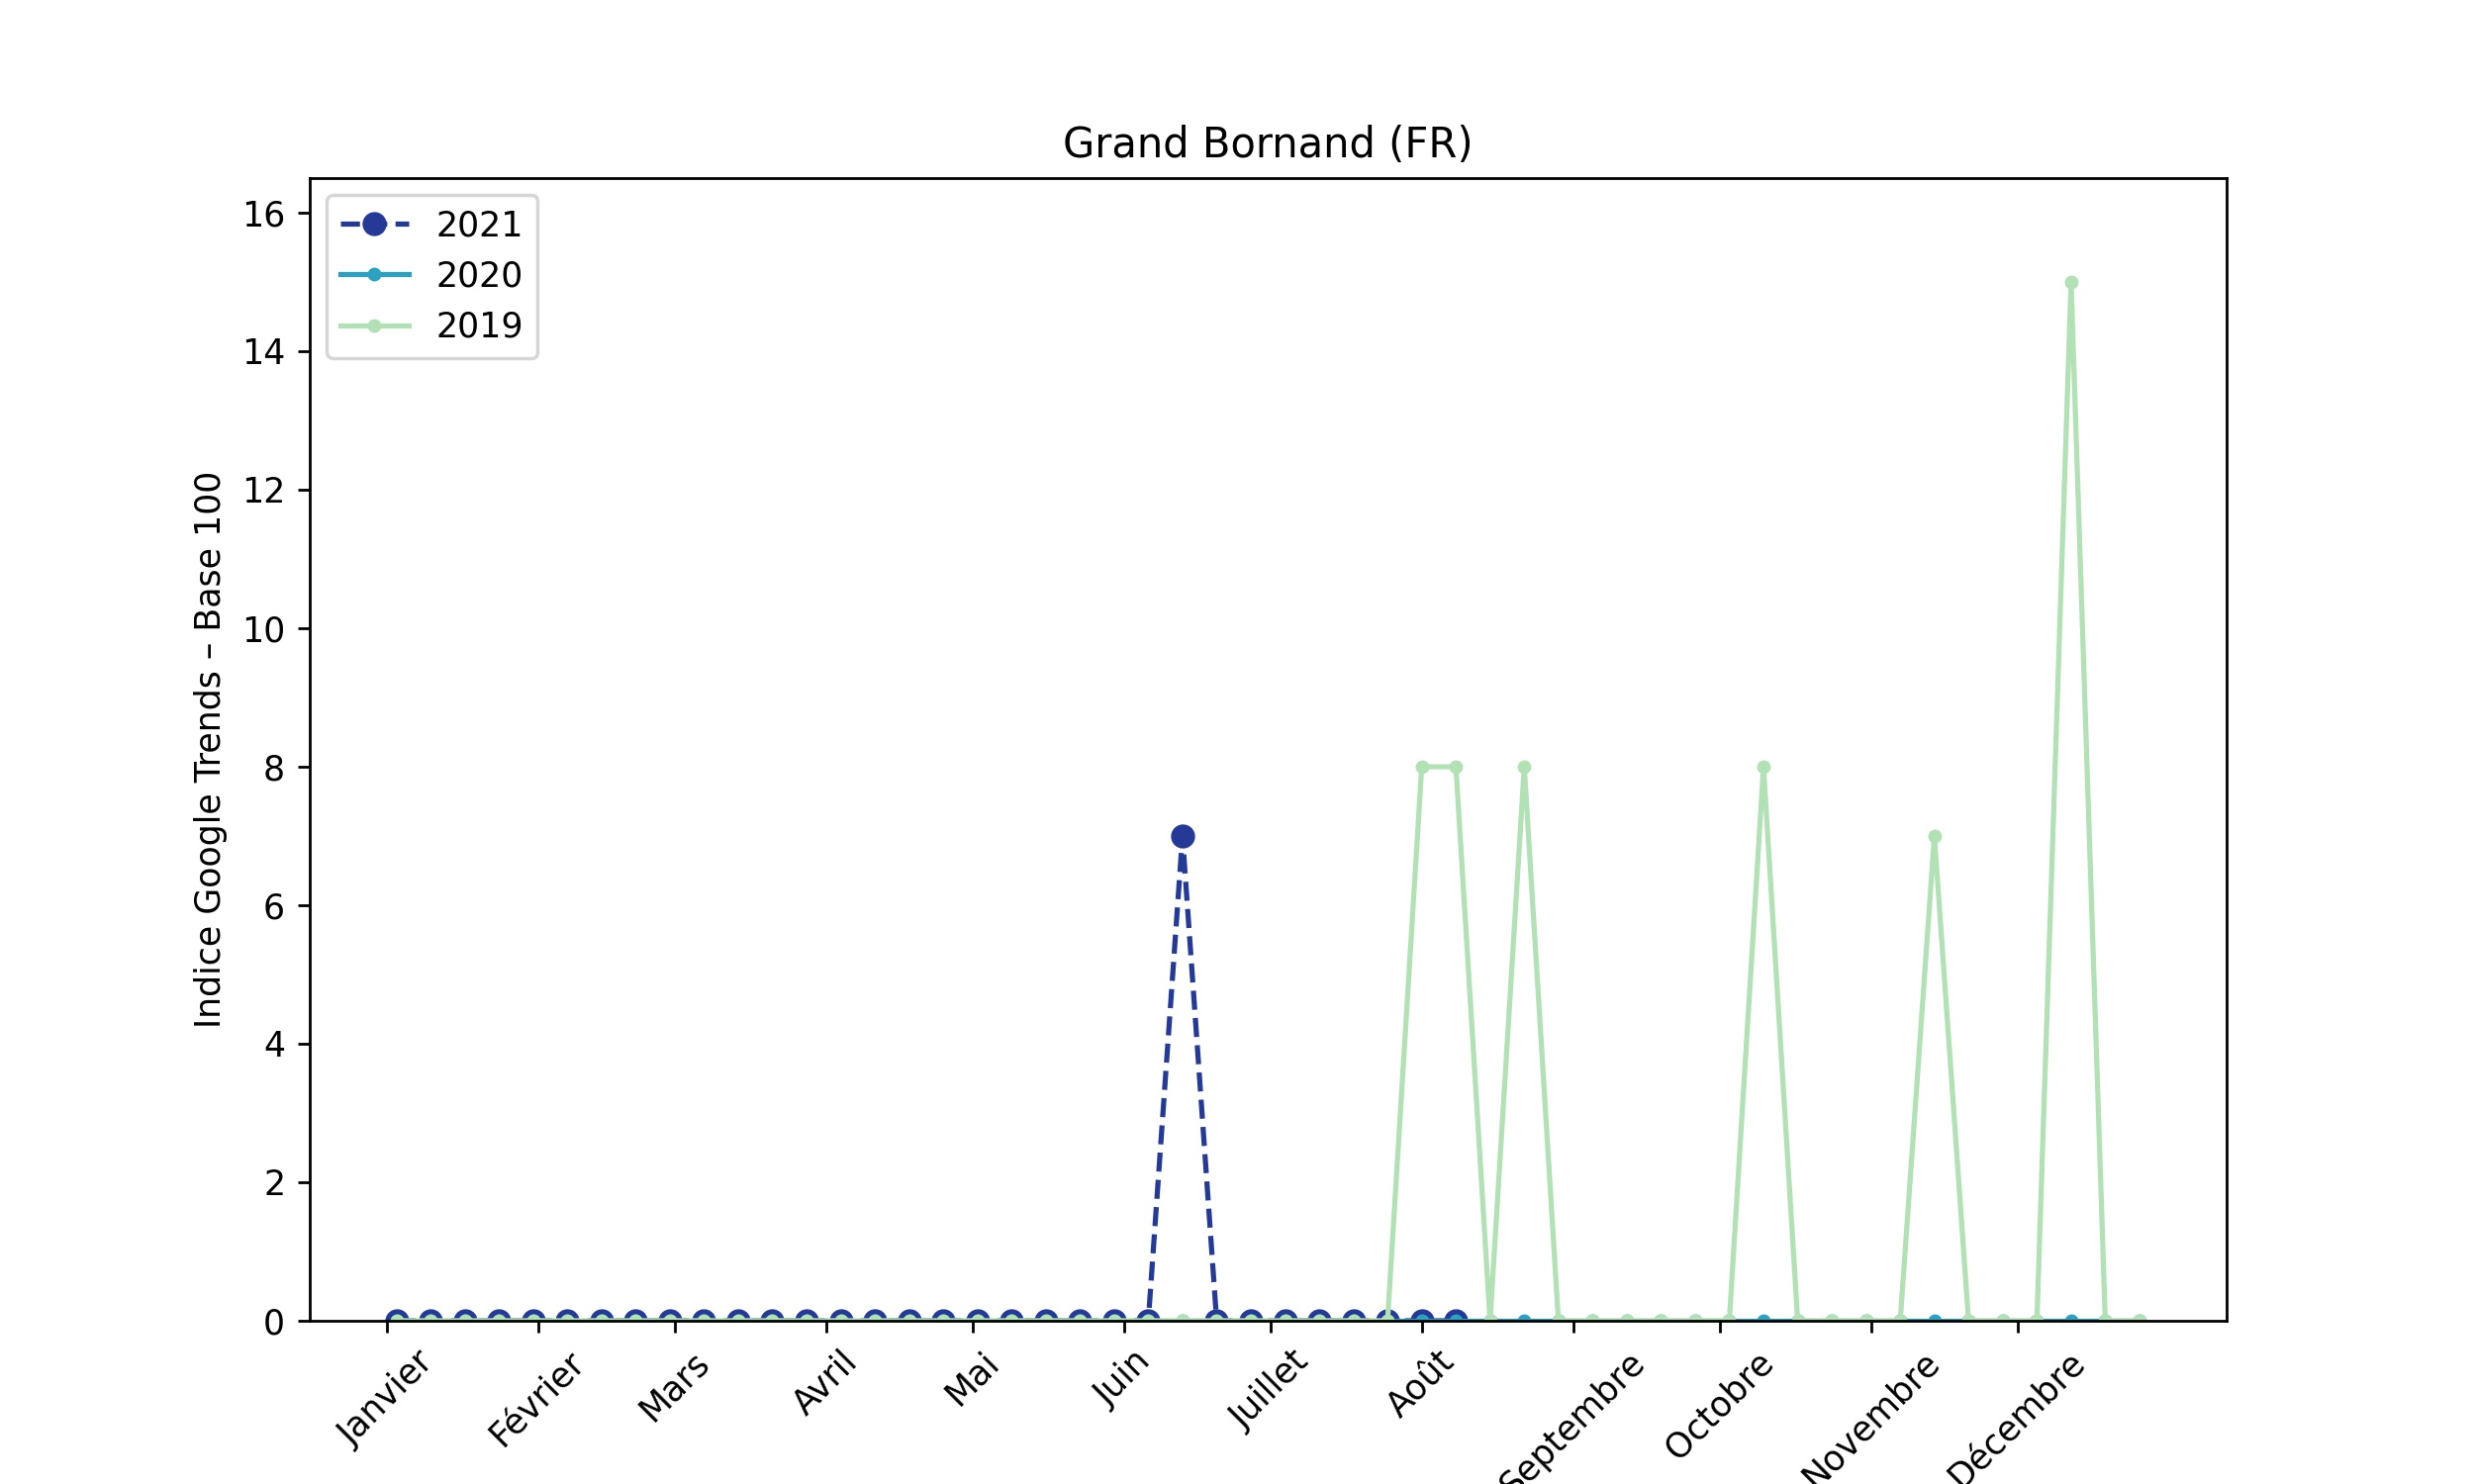 Grand Bornand (FR)
2021
2020
2019
Indice Google Trends – Base 100
16
14
12
10
8
6
4
2
0
Janvier
Février
Mars
Avril
Mai
Juin
Juillet
Août
Septembre
Octobre
Novembre
Décembre